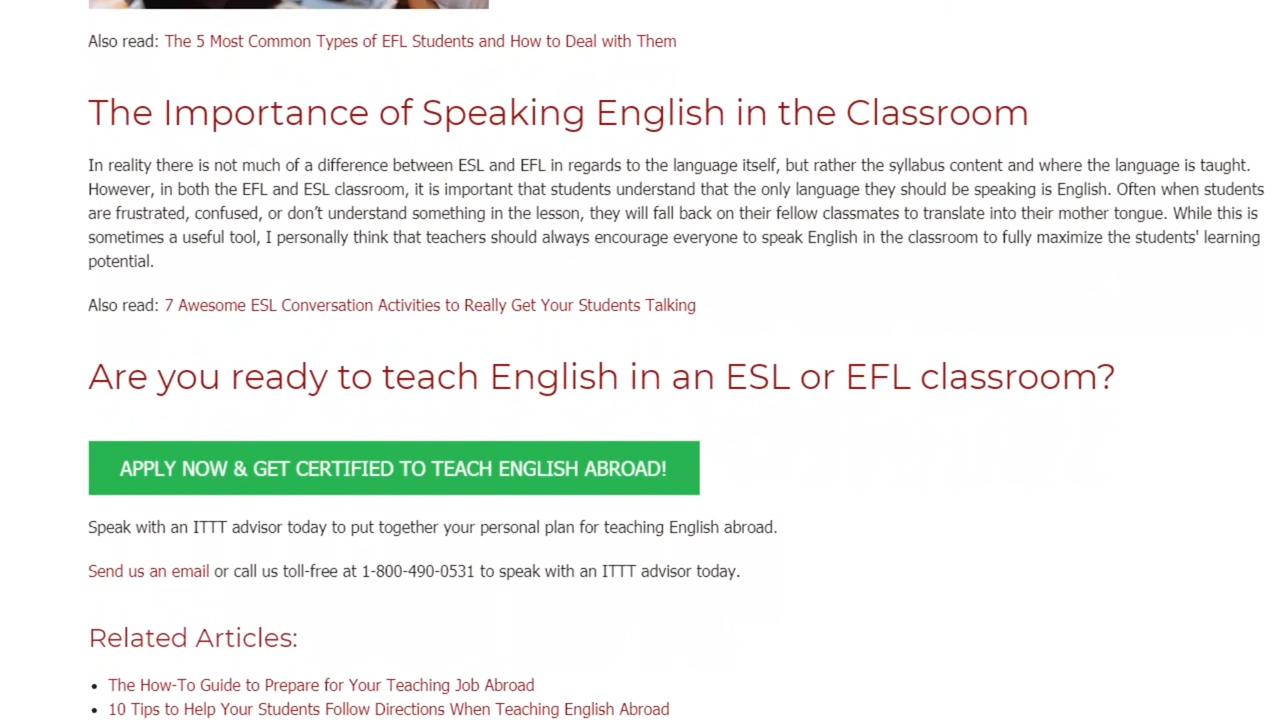 Also read: The 5 Most Common Types of EFL Students and How to Deal with Them
The Importance of Speaking English in the Classroom
In reality there is not much of a difference between ESL and EFL in regards to the language itself, but rather the syllabus content and where the language is taught.
However, in both the EFL and ESL classroom, it is important that students understand that the only language they should be speaking is English. Often when students
are frustrated, confused, or don’t understand something in the lesson, they will fall back on their fellow classmates to translate into their mother tongue. While this is
sometimes a useful tool, I personally think that teachers should always encourage everyone to speak English in the classroom to fully maximize the students' learning
potential.
Also read: 7 Awesome ESL Conversation Activities to Really Get Your Students Talking
Are you ready to teach English in an ESL or EFL classroom?
APPLY NOW & GET CERTIFIED TO TEACH ENGLISH ABROAD!
Speak with an ITTT advisor today to put together your personal plan for teaching English abroad.
Send us an email or call us toll-free at 1-800-490-0531 to speak with an ITTT advisor today.
Related Articles:
• The How-To Guide to Prepare for Your Teaching Job Abroad
• 10 Tips to Help Your Students Follow Directions When Teaching English Abroad